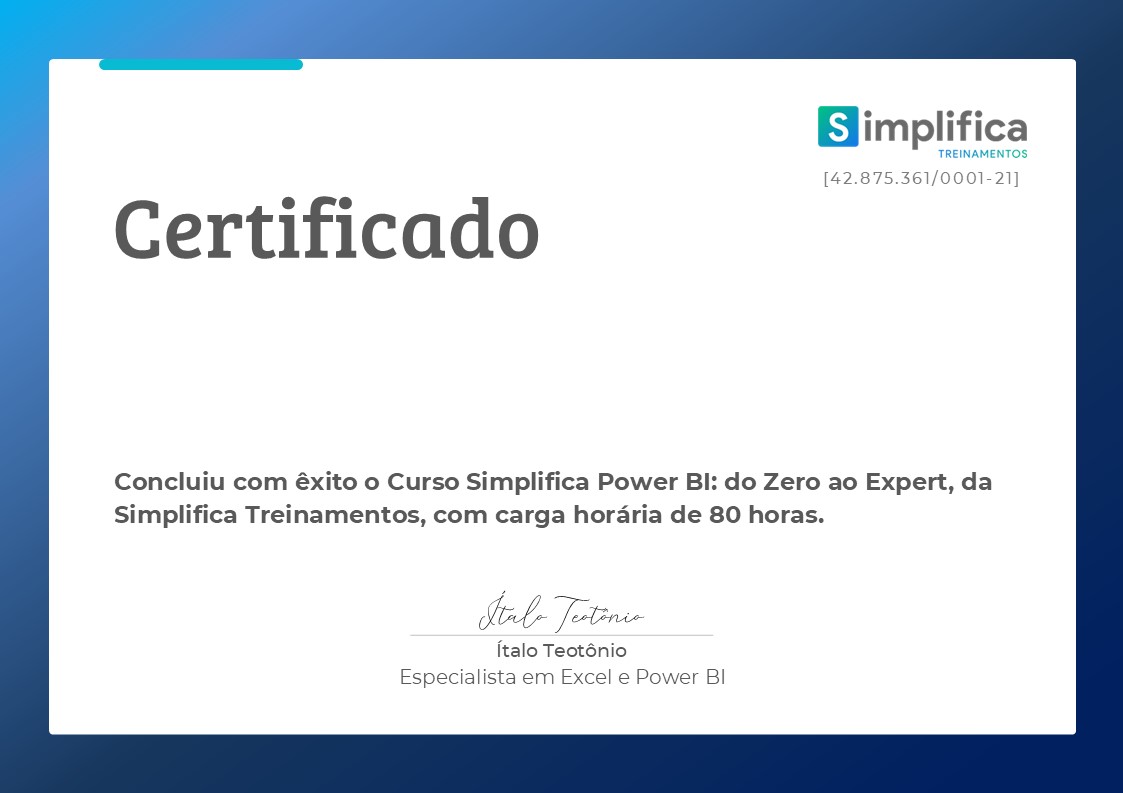 Simplifica
TREINAMENTOS
[42.875.361/0001-21]
Certificado
Concluiu com êxito o Curso Simplifica Power BI: do Zero ao Expert, da
Simplifica Treinamentos, com carga horária de 80 horas.
Ítalo Teotônio
Ítalo Teotônio
Especialista em Excel e Power BI